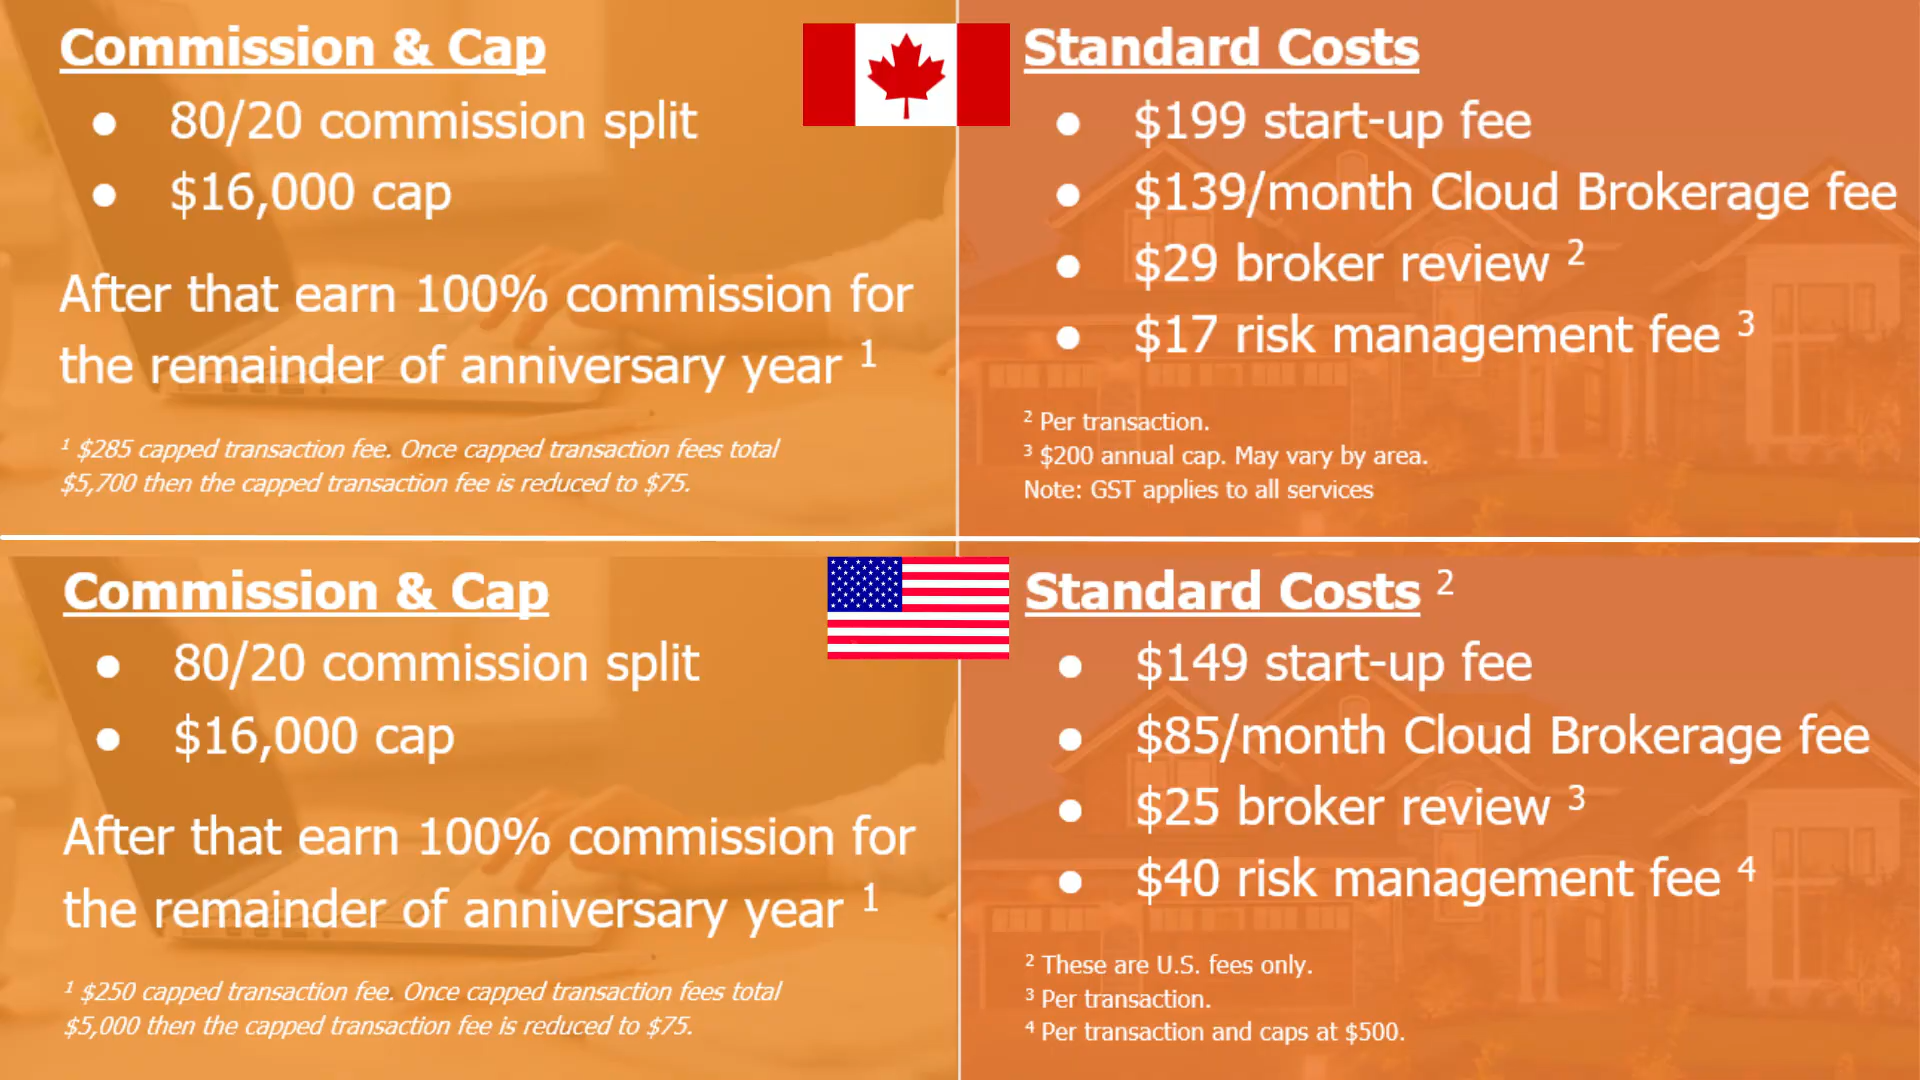 Commission & Cap
● 80/20 commission split
● $16,000 cap
After that earn 100% commission for
the remainder of anniversary year ¹
¹ $285 capped transaction fee. Once capped transaction fees total
$5,700 then the capped transaction fee is reduced to $75.
Standard Costs
● $199 start-up fee
● $139/month Cloud Brokerage fee
● $29 broker review ²
● $17 risk management fee ³
² Per transaction.
³ $200 annual cap. May vary by area.
Note: GST applies to all services
Commission & Cap
● 80/20 commission split
● $16,000 cap
After that earn 100% commission for
the remainder of anniversary year ¹
¹ $250 capped transaction fee. Once capped transaction fees total
$5,000 then the capped transaction fee is reduced to $75.
Standard Costs ²
● $149 start-up fee
● $85/month Cloud Brokerage fee
● $25 broker review ³
● $40 risk management fee ⁴
² These are U.S. fees only.
³ Per transaction.
⁴ Per transaction and caps at $500.